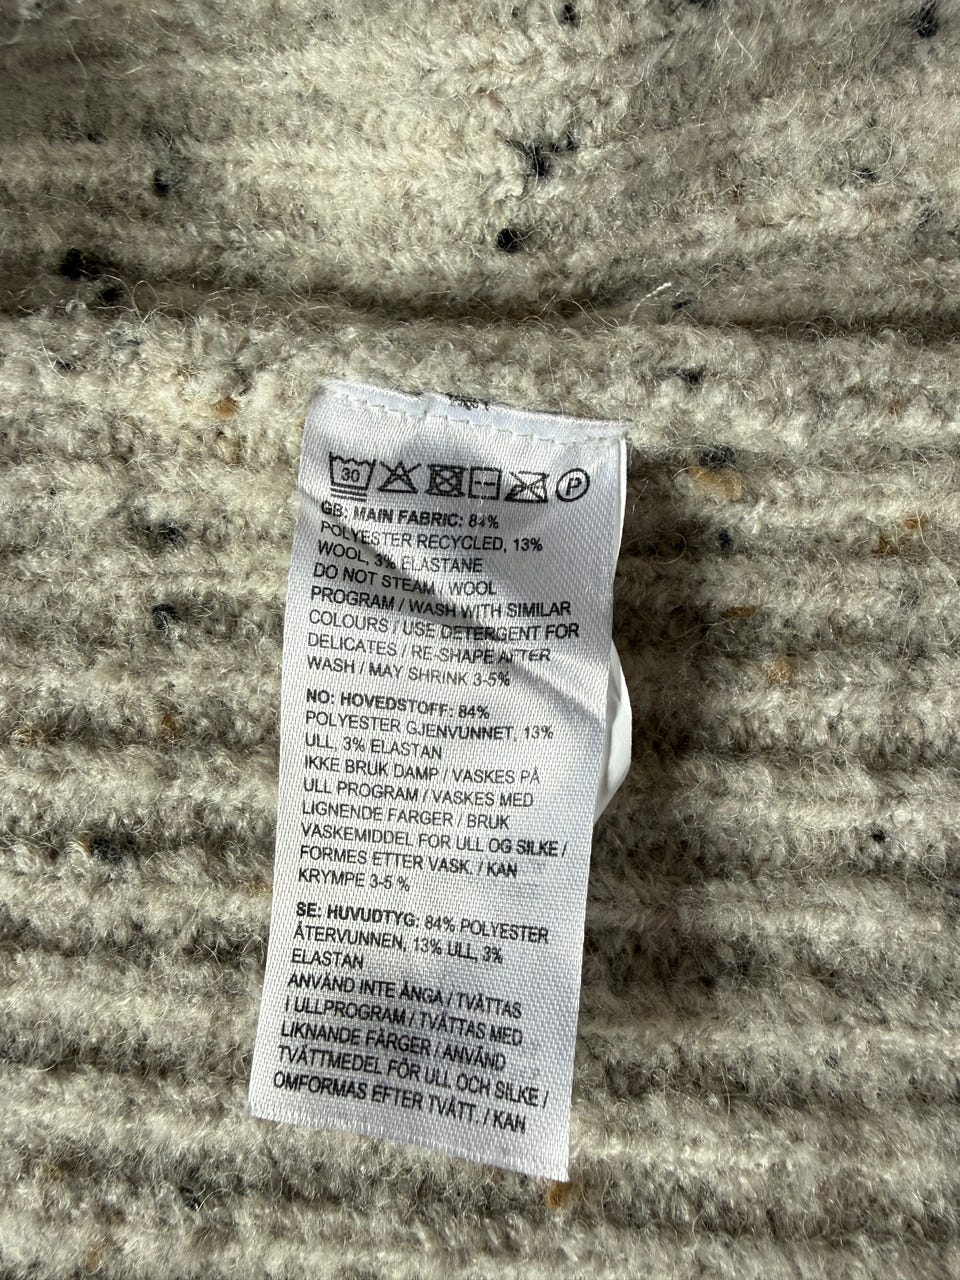 30 P
GB: MAIN FABRIC: 84%
POLYESTER RECYCLED, 13%
WOOL, 3% ELASTANE
DO NOT STEAM / WOOL
PROGRAM / WASH WITH SIMILAR
COLOURS / USE DETERGENT FOR
DELICATES / RE-SHAPE AFTER
WASH / MAY SHRINK 3-5%
NO: HOVEDSTOFF: 84%
POLYESTER GJENVUNNET, 13%
ULL, 3% ELASTAN
IKKE BRUK DAMP / VASKES PÅ
ULL PROGRAM / VASKES MED
LIGNENDE FARGER / BRUK
VASKEMIDDEL FOR ULL OG SILKE /
FORMES ETTER VASK. / KAN
KRYMPE 3-5 %
SE: HUVUDTYG: 84% POLYESTER
ÅTERVUNNEN, 13% ULL, 3%
ELASTAN
ANVÄND INTE ÅNGA / TVÄTTAS
I ULLPROGRAM / TVÄTTAS MED
LIKNANDE FÄRGER / ANVÄND
TVÄTTMEDEL FÖR ULL OCH SILKE /
OMFORMAS EFTER TVÄTT. / KAN